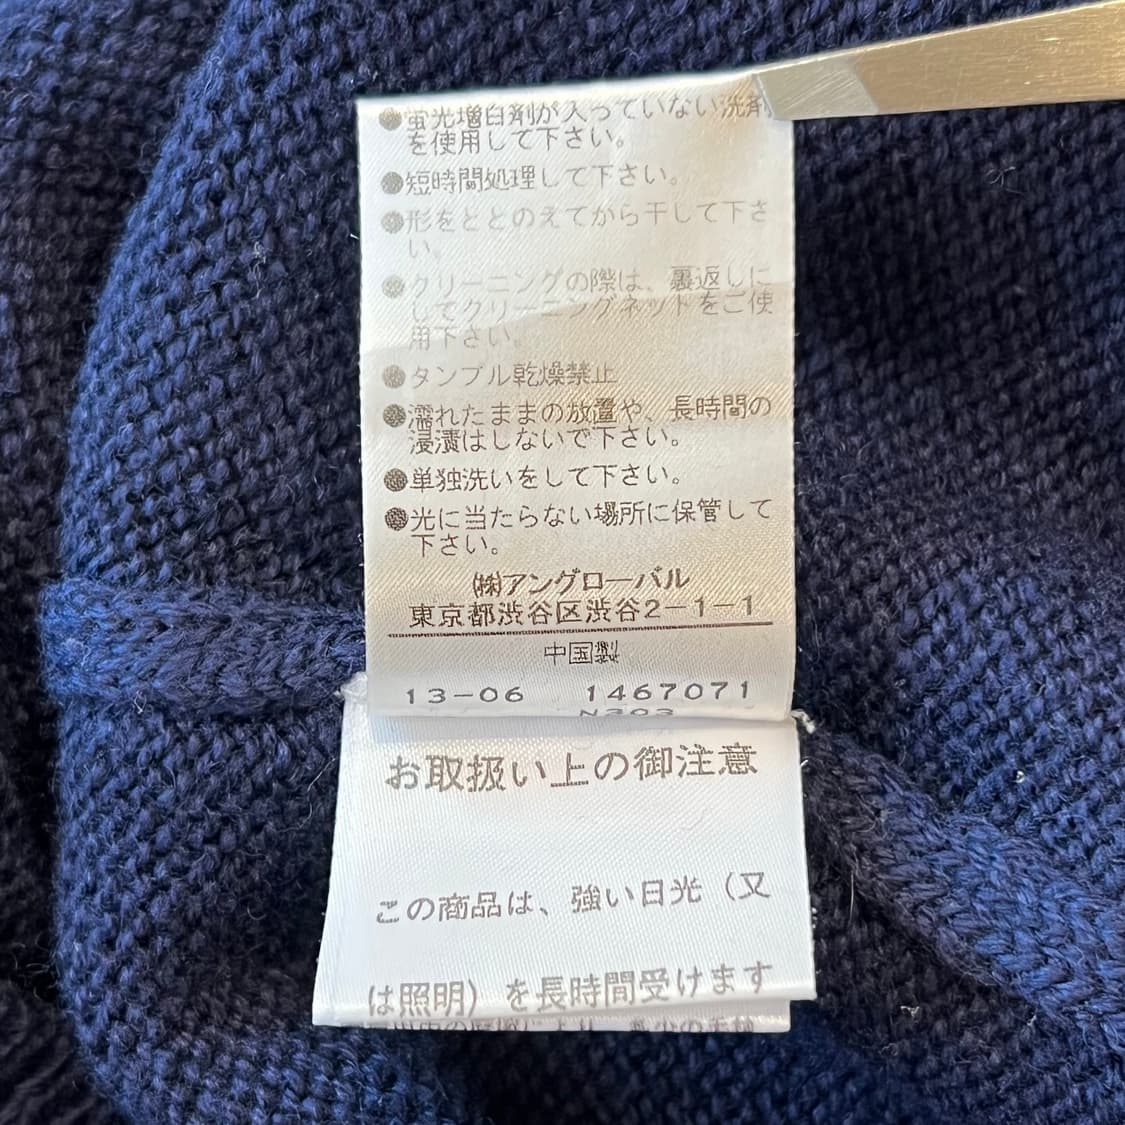 ●蛍光増白剤が入っていない洗剤
を使用して下さい。
●短時間処理して下さい。
●形をととのえてから干して下さ
い。
●クリーニングの際は、裏返しに
してクリーニングネットをご使
用下さい。
●タンブル乾燥禁止
●濡れたままの放置や、長時間の
浸漬はしないで下さい。
●単独洗いをして下さい。
●光に当たらない場所に保管して
下さい。
㈱アングローバル
東京都渋谷区渋谷2-1-1
中国製
13-06 1467071
N303
お取扱い上の御注意
この商品は、強い日光（又
は照明）を長時間受けます